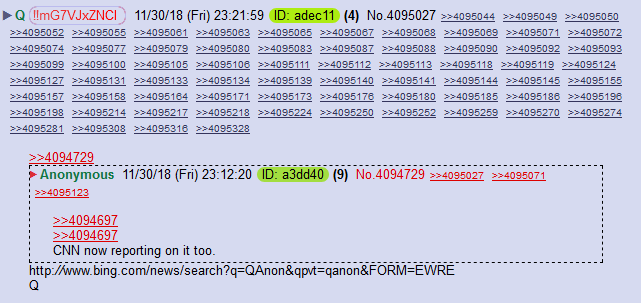 Q !!mG7VJxZNCI 11/30/18 (Fri) 23:21:59 ID: adec11 (4) No.4095027 >>4095044 >>4095049 >>4095050
>>4095052 >>4095055 >>4095061 >>4095063 >>4095065 >>4095067 >>4095068 >>4095069 >>4095071 >>4095072
>>4095074 >>4095077 >>4095079 >>4095080 >>4095083 >>4095087 >>4095088 >>4095090 >>4095092 >>4095093
>>4095099 >>4095100 >>4095105 >>4095106 >>4095111 >>4095112 >>4095113 >>4095118 >>4095119 >>4095124
>>4095127 >>4095131 >>4095133 >>4095134 >>4095139 >>4095140 >>4095141 >>4095144 >>4095145 >>4095155
>>4095157 >>4095158 >>4095164 >>4095171 >>4095173 >>4095176 >>4095180 >>4095185 >>4095186 >>4095196
>>4095198 >>4095214 >>4095217 >>4095218 >>4095224 >>4095250 >>4095252 >>4095259 >>4095270 >>4095274
>>4095281 >>4095308 >>4095316 >>4095328
>>4094729
Anonymous 11/30/18 (Fri) 23:12:20 ID: a3dd40 (9) No.4094729 >>4095027 >>4095071
>>4095123
>>4094697
>>4094697
CNN now reporting on it too.
http://www.bing.com/news/search?q=QAnon&qpvt=qanon&FORM=EWRE
Q